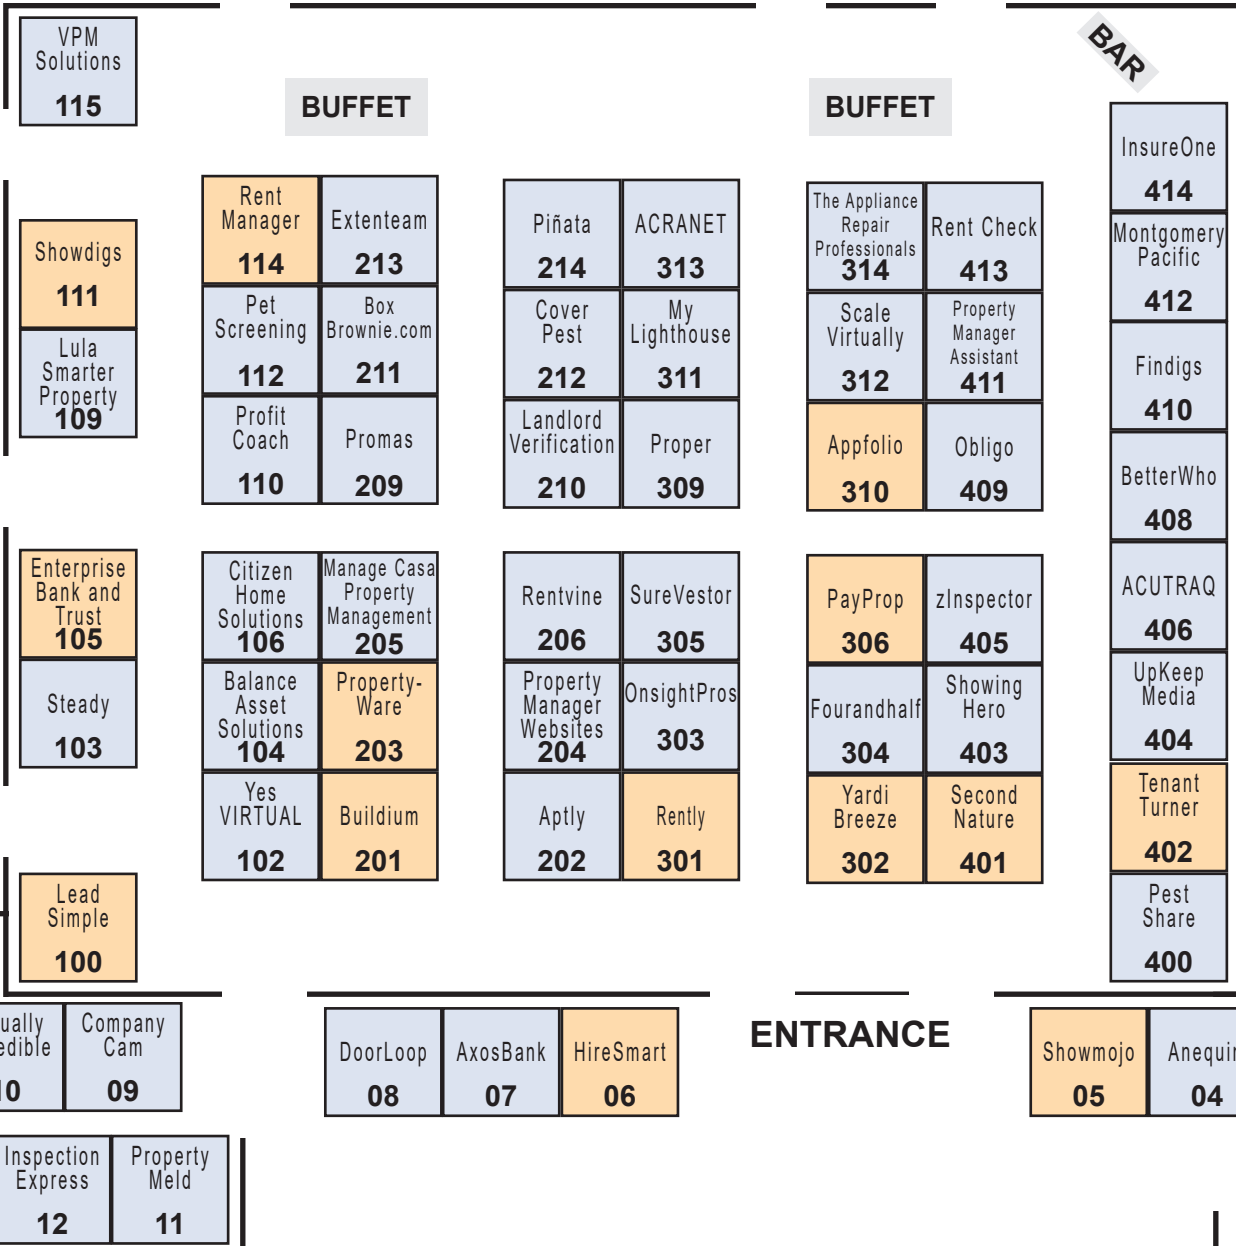 VPM
Solutions
115
BUFFET
BUFFET
BAR
InsureOne
414
Montgomery
Pacific
412
Findigs
410
BetterWho
408
ACUTRAQ
406
UpKeep
Media
404
Tenant
Turner
402
Pest
Share
400
Showdigs
111
Lula
Smarter
Property
109
Rent
Manager
114
Extenteam
213
Pet
Screening
112
Box
Brownie.com
211
Profit
Coach
110
Promas
209
Piñata
214
ACRANET
313
Cover
Pest
212
My
Lighthouse
311
Landlord
Verification
210
Proper
309
The Appliance
Repair
Professionals
314
Rent Check
413
Scale
Virtually
312
Property
Manager
Assistant
411
Appfolio
310
Obligo
409
Enterprise
Bank and
Trust
105
Steady
103
Citizen
Home
Solutions
106
Manage Casa
Property
Management
205
Balance
Asset
Solutions
104
Property-
Ware
203
Yes
VIRTUAL
102
Buildium
201
Rentvine
206
SureVestor
305
Property
Manager
Websites
204
OnsightPros
303
Aptly
202
Rently
301
PayProp
306
zInspector
405
Fourandhalf
304
Showing
Hero
403
Yardi
Breeze
302
Second
Nature
401
Lead
Simple
100
Company
Cam
09
DoorLoop
08
AxosBank
07
HireSmart
06
ENTRANCE
Showmojo
05
Anequim
04
Inspection
Express
12
Property
Meld
11